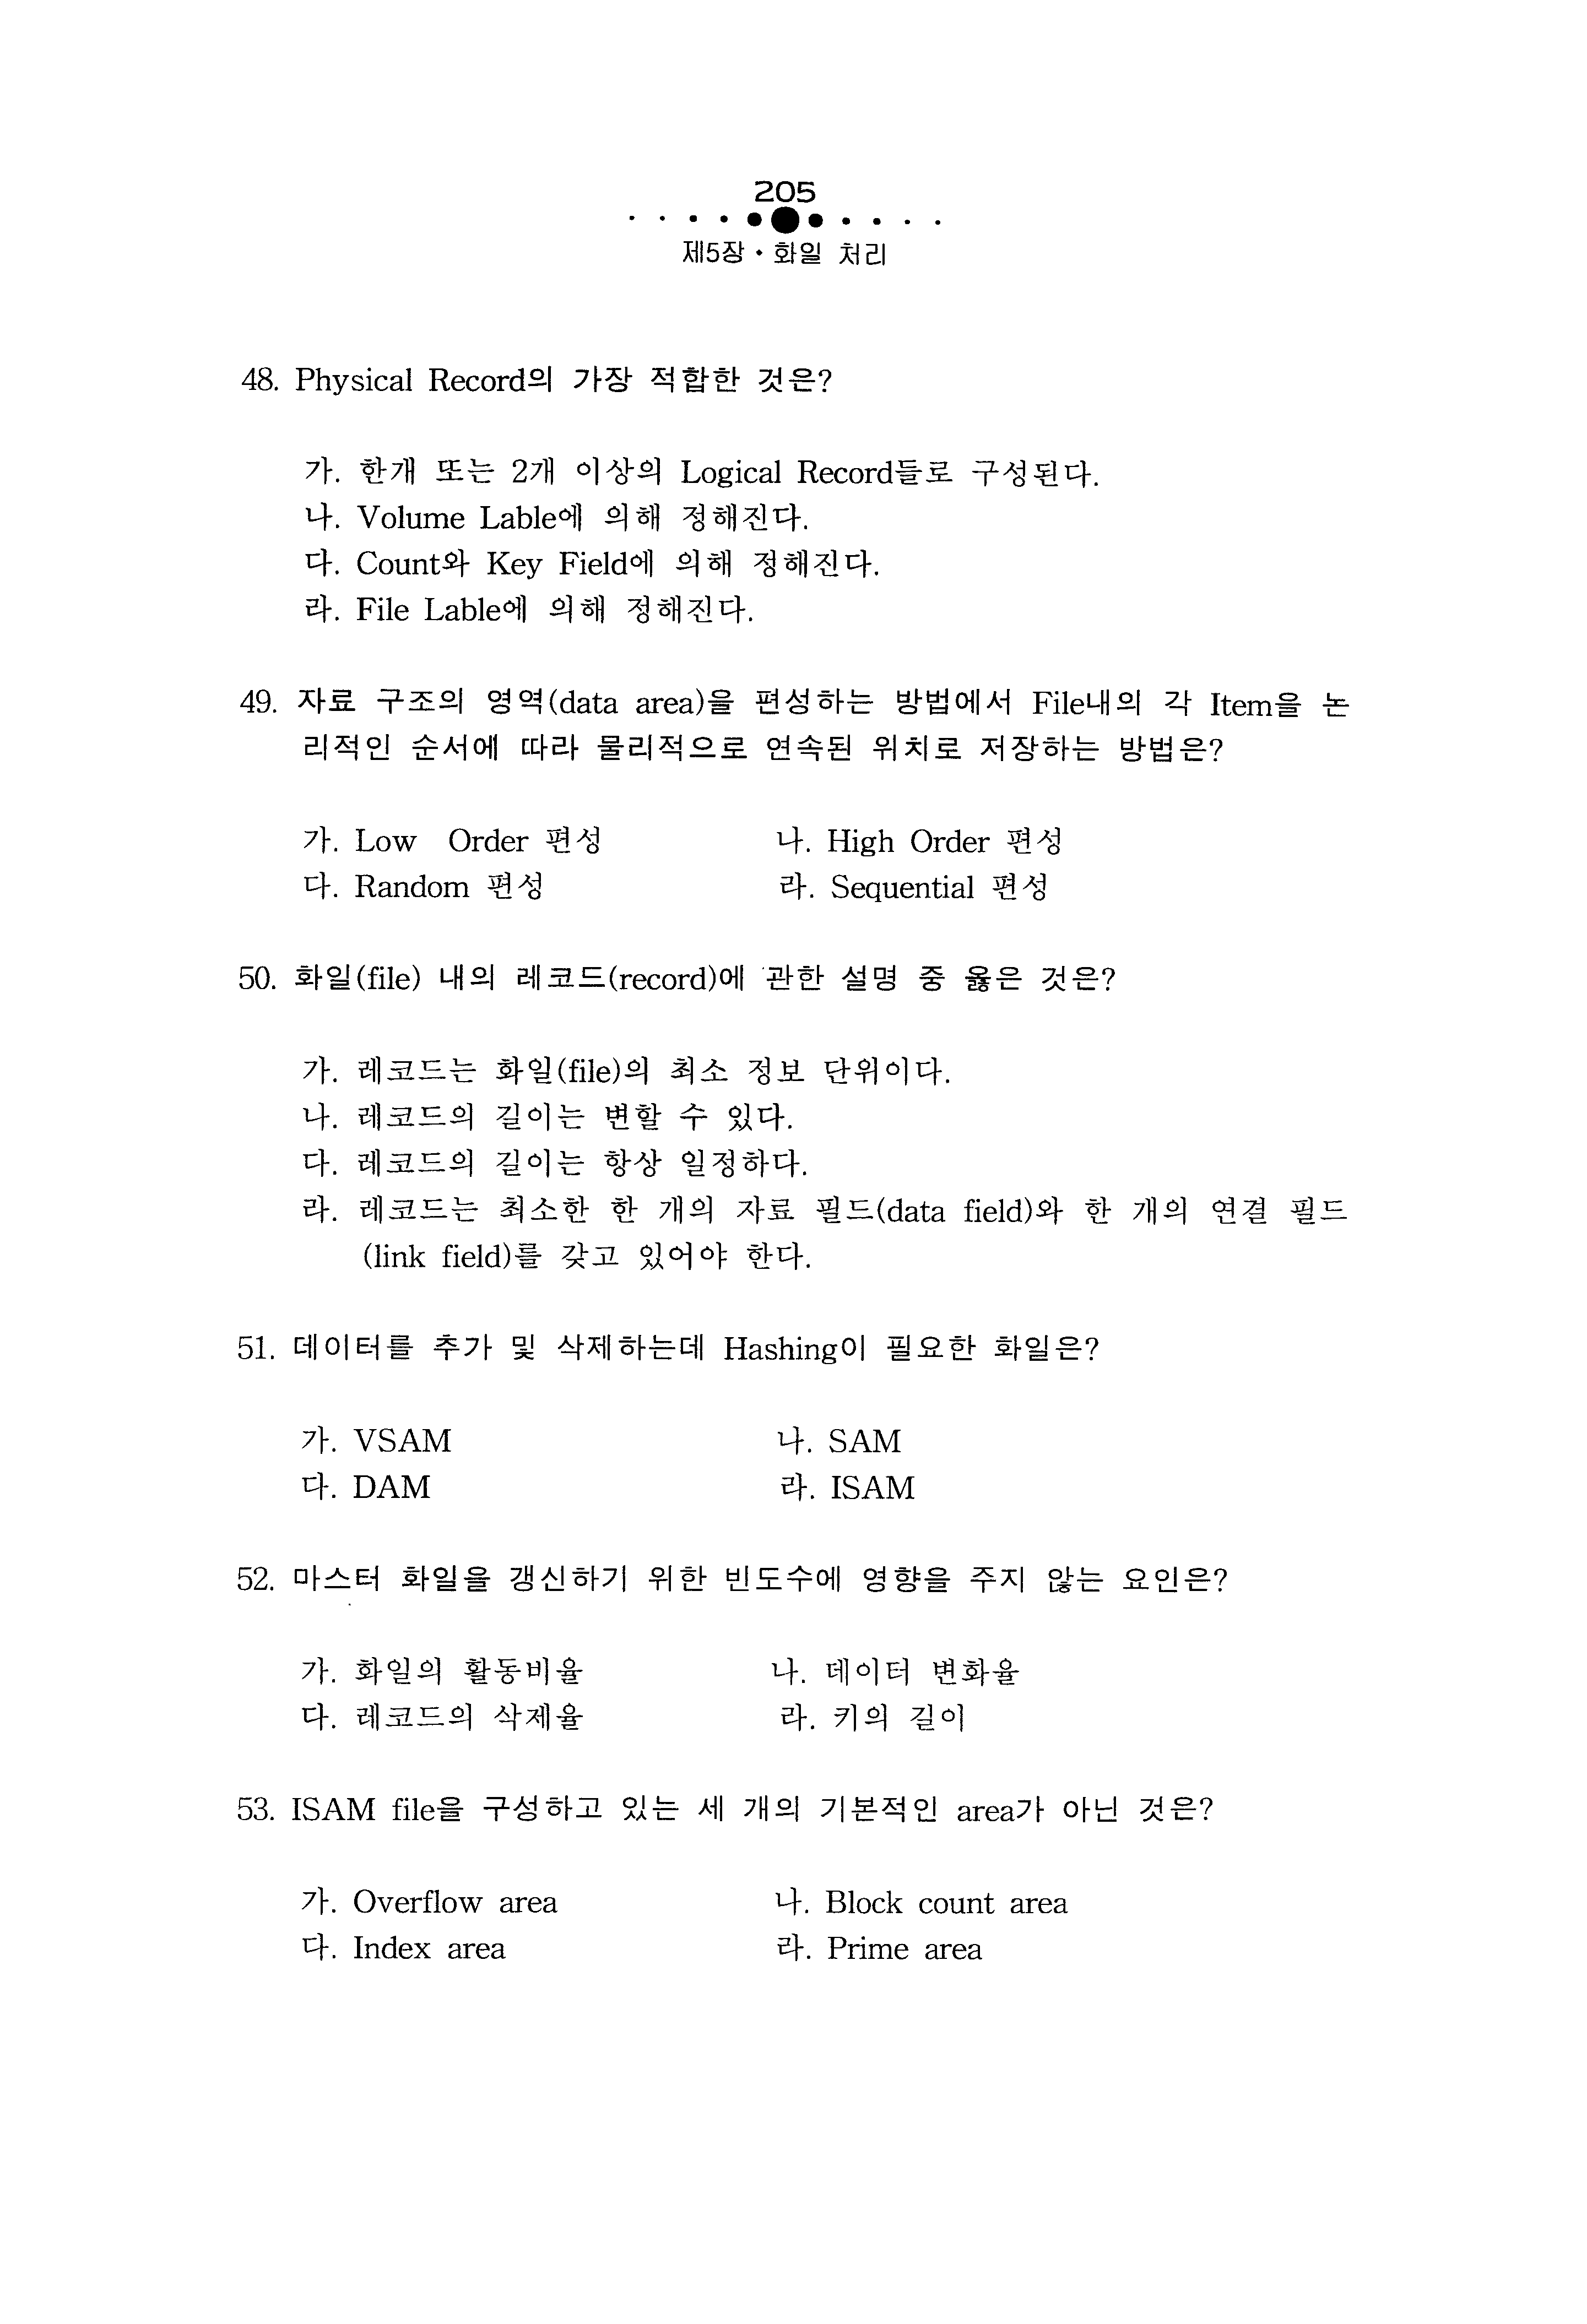 205
제5장 • 화일 처리
48. Physical Record의 가장 적합한 것은?
가. 한개 또는 2개 이상의 Logical Record들로 구성된다.
나. Volume Lable에 의해 정해진다.
다. Count와 Key Field에 의해 정해진다.
라. File Lable에 의해 정해진다.
49. 자료 구조의 영역(data area)을 편성하는 방법에서 File내의 각 Item을 논
리적인 순서에 따라 물리적으로 연속된 위치로 저장하는 방법은?
가. Low Order 편성 나. High Order 편성
다. Random 편성 라. Sequential 편성
50. 화일(file) 내의 레코드(record)에 관한 설명 중 옳은 것은?
가. 레코드는 화일(file)의 최소 정보 단위이다.
나. 레코드의 길이는 변할 수 있다.
다. 레코드의 길이는 항상 일정하다.
라. 레코드는 최소한 한 개의 자료 필드(data field)와 한 개의 연결 필드
(link field)를 갖고 있어야 한다.
51. 데이터를 추가 및 삭제하는데 Hashing이 필요한 화일은?
가. VSAM 나. SAM
다. DAM 라. ISAM
52. 마스터 화일을 갱신하기 위한 빈도수에 영향을 주지 않는 요인은?
가. 화일의 활동비율 나. 데이터 변화율
다. 레코드의 삭제율 라. 키의 길이
53. ISAM file을 구성하고 있는 세 개의 기본적인 area가 아닌 것은?
가. Overflow area 나. Block count area
다. Index area 라. Prime area